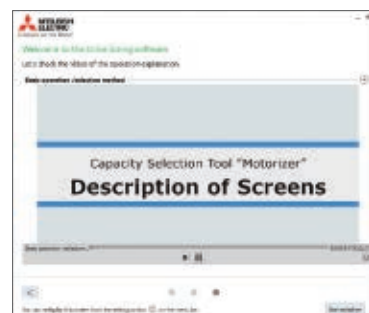 MITSUBISHI
ELECTRIC
Welcome to the Drive Sizing software
Let's check the video of the operation explanation.
Basic operation /selection method
Capacity Selection Tool "Motorizer"
Description of Screens